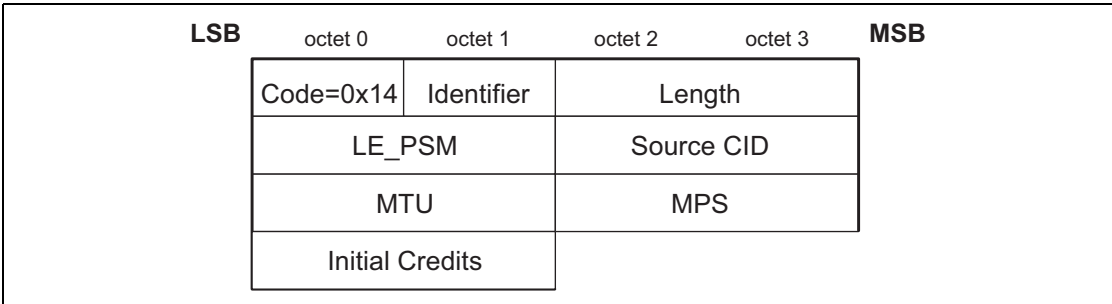 LSB octet 0 octet 1 octet 2 octet 3 MSB
Code=0x14 Identifier Length
LE_PSM Source CID
MTU MPS
Initial Credits